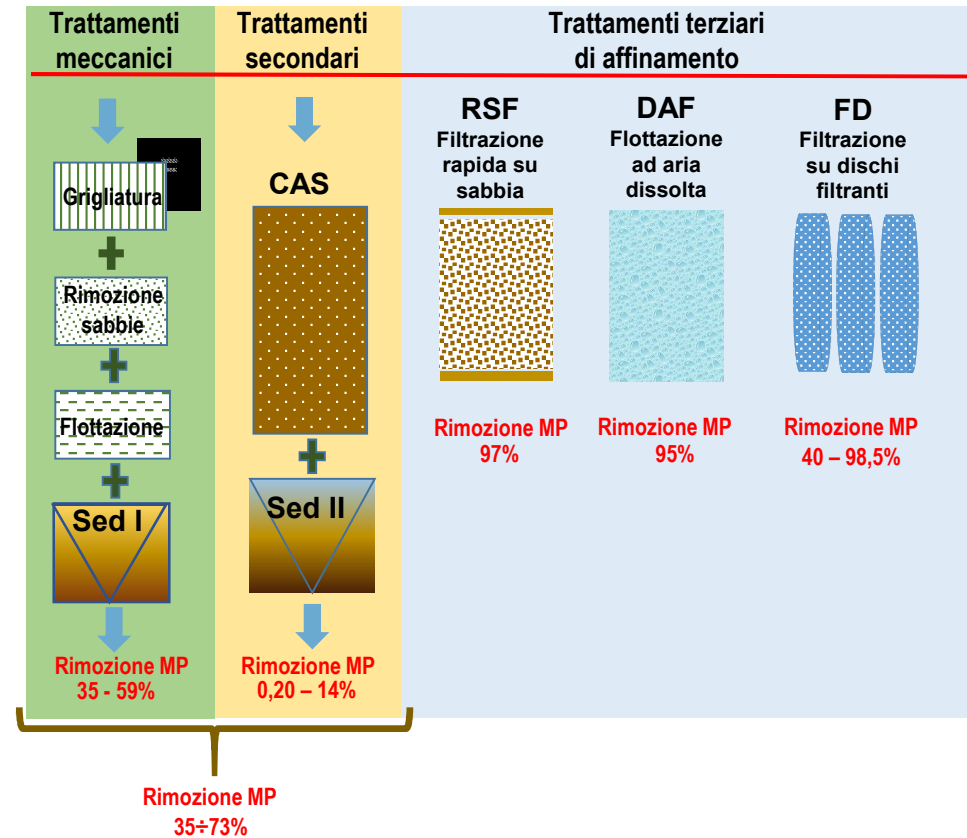 Trattamenti
meccanici
Trattamenti
secondari
Trattamenti terziari
di affinamento
Grigliatura
Rimozione
sabbie
Flottazione
Sed I
Rimozione MP
35 - 59%
CAS
Sed II
Rimozione MP
0,20 – 14%
RSF
Filtrazione
rapida su
sabbia
Rimozione MP
97%
DAF
Flottazione
ad aria
dissolta
Rimozione MP
95%
FD
Filtrazione
su dischi
filtranti
Rimozione MP
40 – 98,5%
Rimozione MP
35÷73%